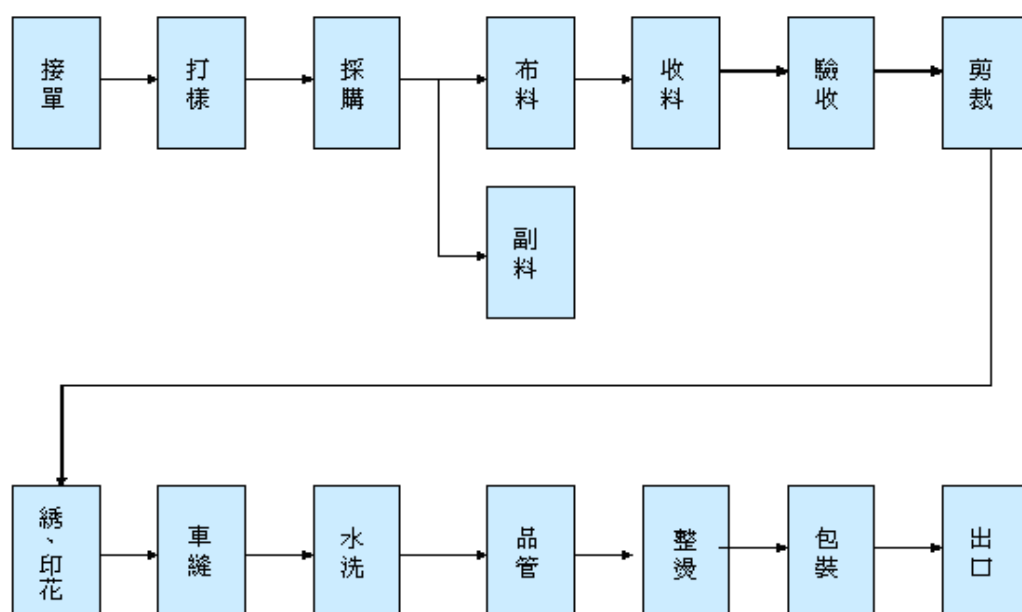 接單
打樣
採購
布料
收料
驗收
剪裁
副料
綉、印花
車縫
水洗
品管
整燙
包裝
出口